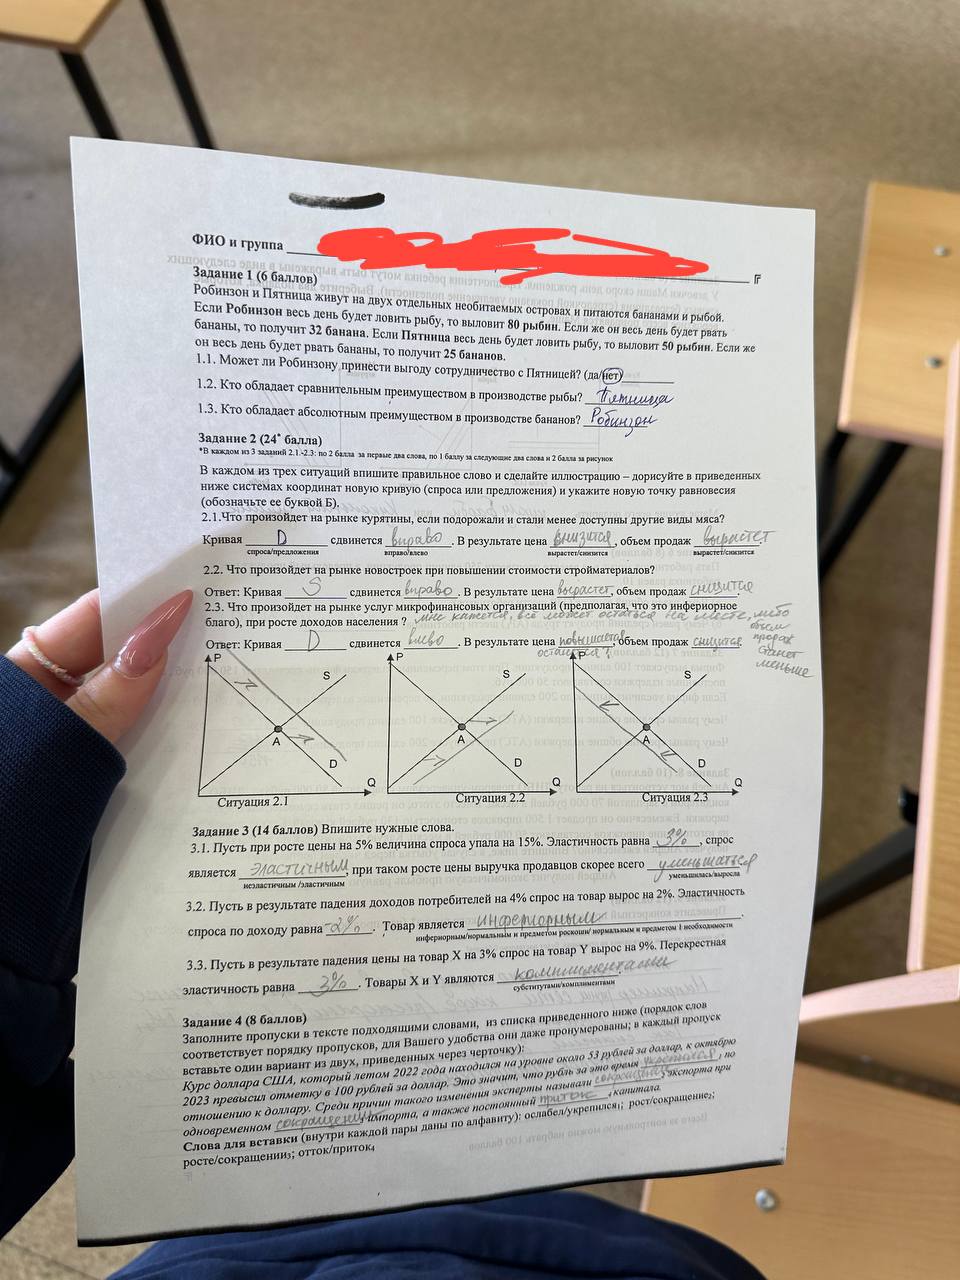 ФИО и группа
Задание 1 (6 баллов)
Робинзон и Пятница живут на двух отдельных необитаемых островах и питаются бананами и рыбой.
Если Робинзон весь день будет ловить рыбу, то выловит 80 рыбин. Если же он весь день будет рвать
бананы, то получит 32 банана. Если Пятница весь день будет ловить рыбу, то выловит 50 рыбин. Если же
он весь день будет рвать бананы, то получит 25 бананов.
1.1. Может ли Робинзону принести выгоду сотрудничество с Пятницей? (да/нет)
1.2. Кто обладает сравнительным преимуществом в производстве рыбы? Пятница
1.3. Кто обладает абсолютным преимуществом в производстве бананов? Робинзон
Задание 2 (24* балла)
*В каждом из 3 заданий 2.1.-2.3: по 2 балла за первые два слова, по 1 баллу за следующие два слова и 2 балла за рисунок
В каждом из трех ситуаций впишите правильное слово и сделайте иллюстрацию – дорисуйте в приведенных
ниже системах координат новую кривую (спроса или предложения) и укажите новую точку равновесия
(обозначьте ее буквой Б).
2.1.Что произойдет на рынке курятины, если подорожали и стали менее доступны другие виды мяса?
Кривая D сдвинется вправо. В результате цена снизится, объем продаж вырастет.
спроса/предложения вправо/влево вырастет/снизится вырастет/снизится
2.2. Что произойдет на рынке новостроек при повышении стоимости стройматериалов?
Ответ: Кривая S сдвинется вправо. В результате цена вырастет, объем продаж снизится
2.3. Что произойдет на рынке услуг микрофинансовых организаций (предполагая, что это инфериорное
благо), при росте доходов населения ? мне кажется, всё может остаться на месте, либо
объем
продаж
станет
меньше
Ответ: Кривая D сдвинется влево. В результате цена повышается, объем продаж снизится.
останется?
P S A D Q
P S A D Q
P S A D Q
Ситуация 2.1 Ситуация 2.2 Ситуация 2.3
Задание 3 (14 баллов) Впишите нужные слова.
3.1. Пусть при росте цены на 5% величина спроса упала на 15%. Эластичность равна 3%, спрос
является эластичным, при таком росте цены выручка продавцов скорее всего уменьшаться
неэластичным /эластичным уменьшилась/выросла
3.2. Пусть в результате падения доходов потребителей на 4% спрос на товар вырос на 2%. Эластичность
спроса по доходу равна -2%. Товар является инфериорным.
инфериорным/нормальным и предметом роскоши/ нормальным и предметом 1 необходимости
3.3. Пусть в результате падения цены на товар X на 3% спрос на товар Y вырос на 9%. Перекрестная
эластичность равна 3%. Товары X и Y являются комплиментами
субститутами/комплиментами
Задание 4 (8 баллов)
Заполните пропуски в тексте подходящими словами, из списка приведенного ниже (порядок слов
соответствует порядку пропусков, для Вашего удобства они даже пронумерованы; в каждый пропуск
вставьте один вариант из двух, приведенных через черточку):
Курс доллара США, который летом 2022 года находился на уровне около 53 рублей за доллар, к октябрю
2023 превысил отметку в 100 рублей за доллар. Это значит, что рубль за это время укрепился1, по
отношению к доллару. Среди причин такого изменения эксперты называли сокращение2 экспорта при
одновременном сокращении3 импорта, а также постоянный приток4 капитала.
Слова для вставки (внутри каждой пары даны по алфавиту): ослабел/укрепился1; рост/сокращение2;
росте/сокращении3; отток/приток4